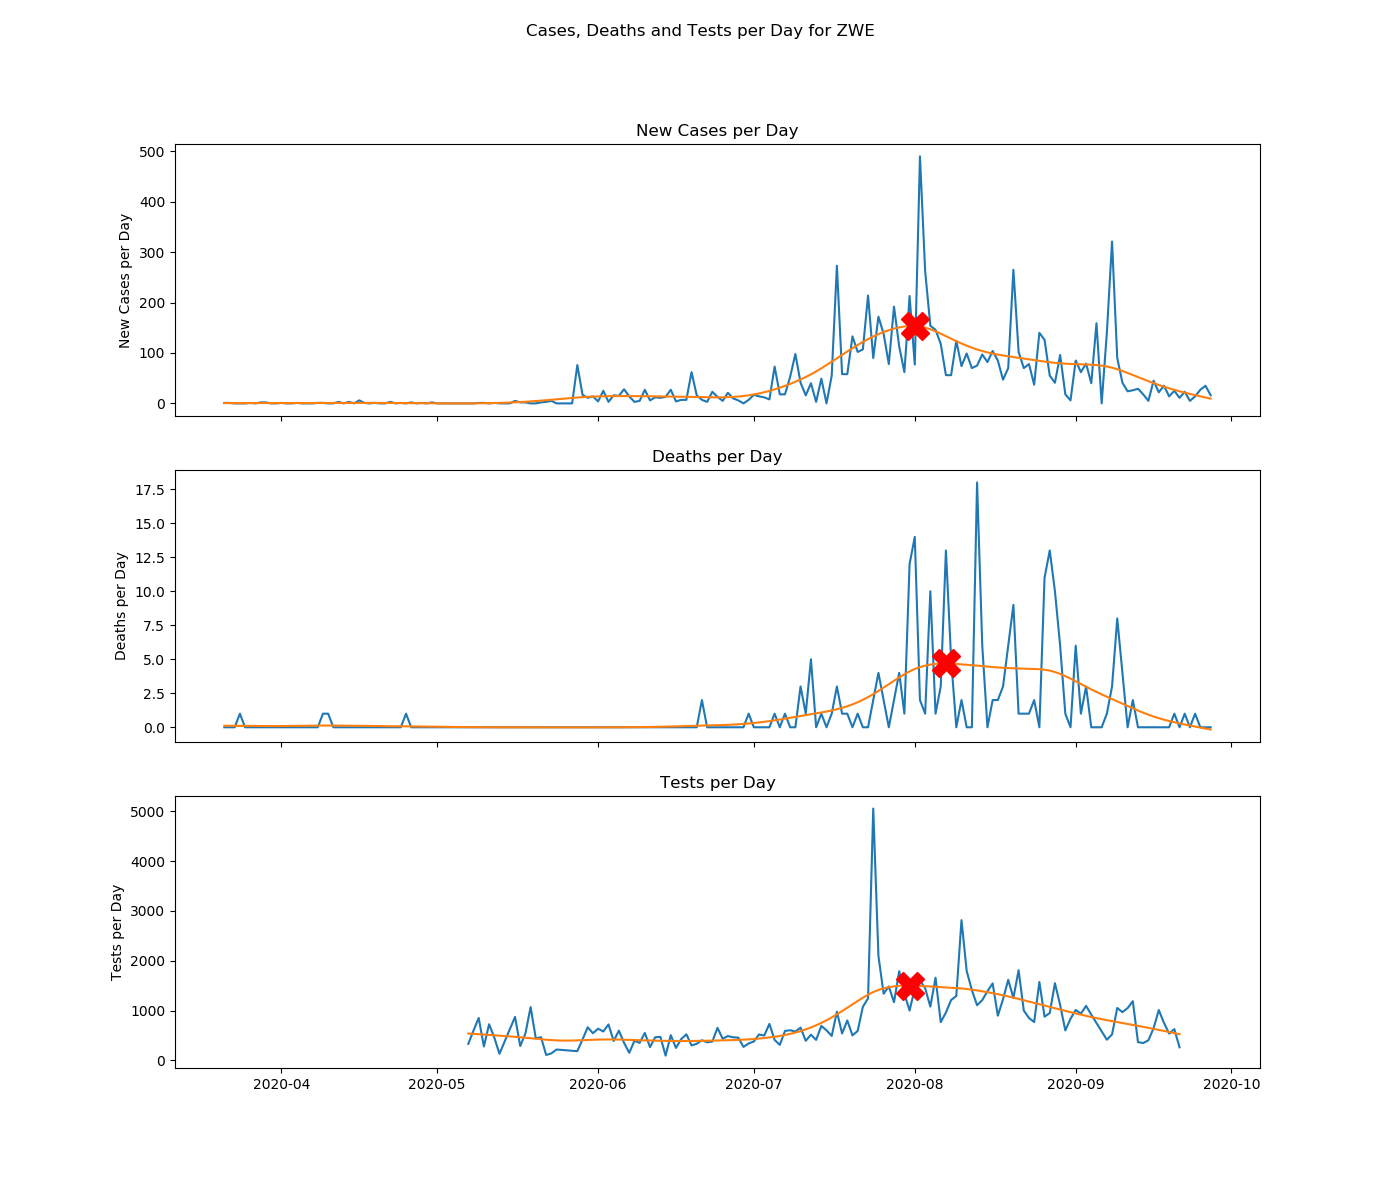 Cases, Deaths and Tests per Day for ZWE
New Cases per Day
New Cases per Day
500
400
300
200
100
0
Deaths per Day
Deaths per Day
17.5
15.0
12.5
10.0
7.5
5.0
2.5
0.0
Tests per Day
Tests per Day
5000
4000
3000
2000
1000
0
2020-04 2020-05 2020-06 2020-07 2020-08 2020-09 2020-10